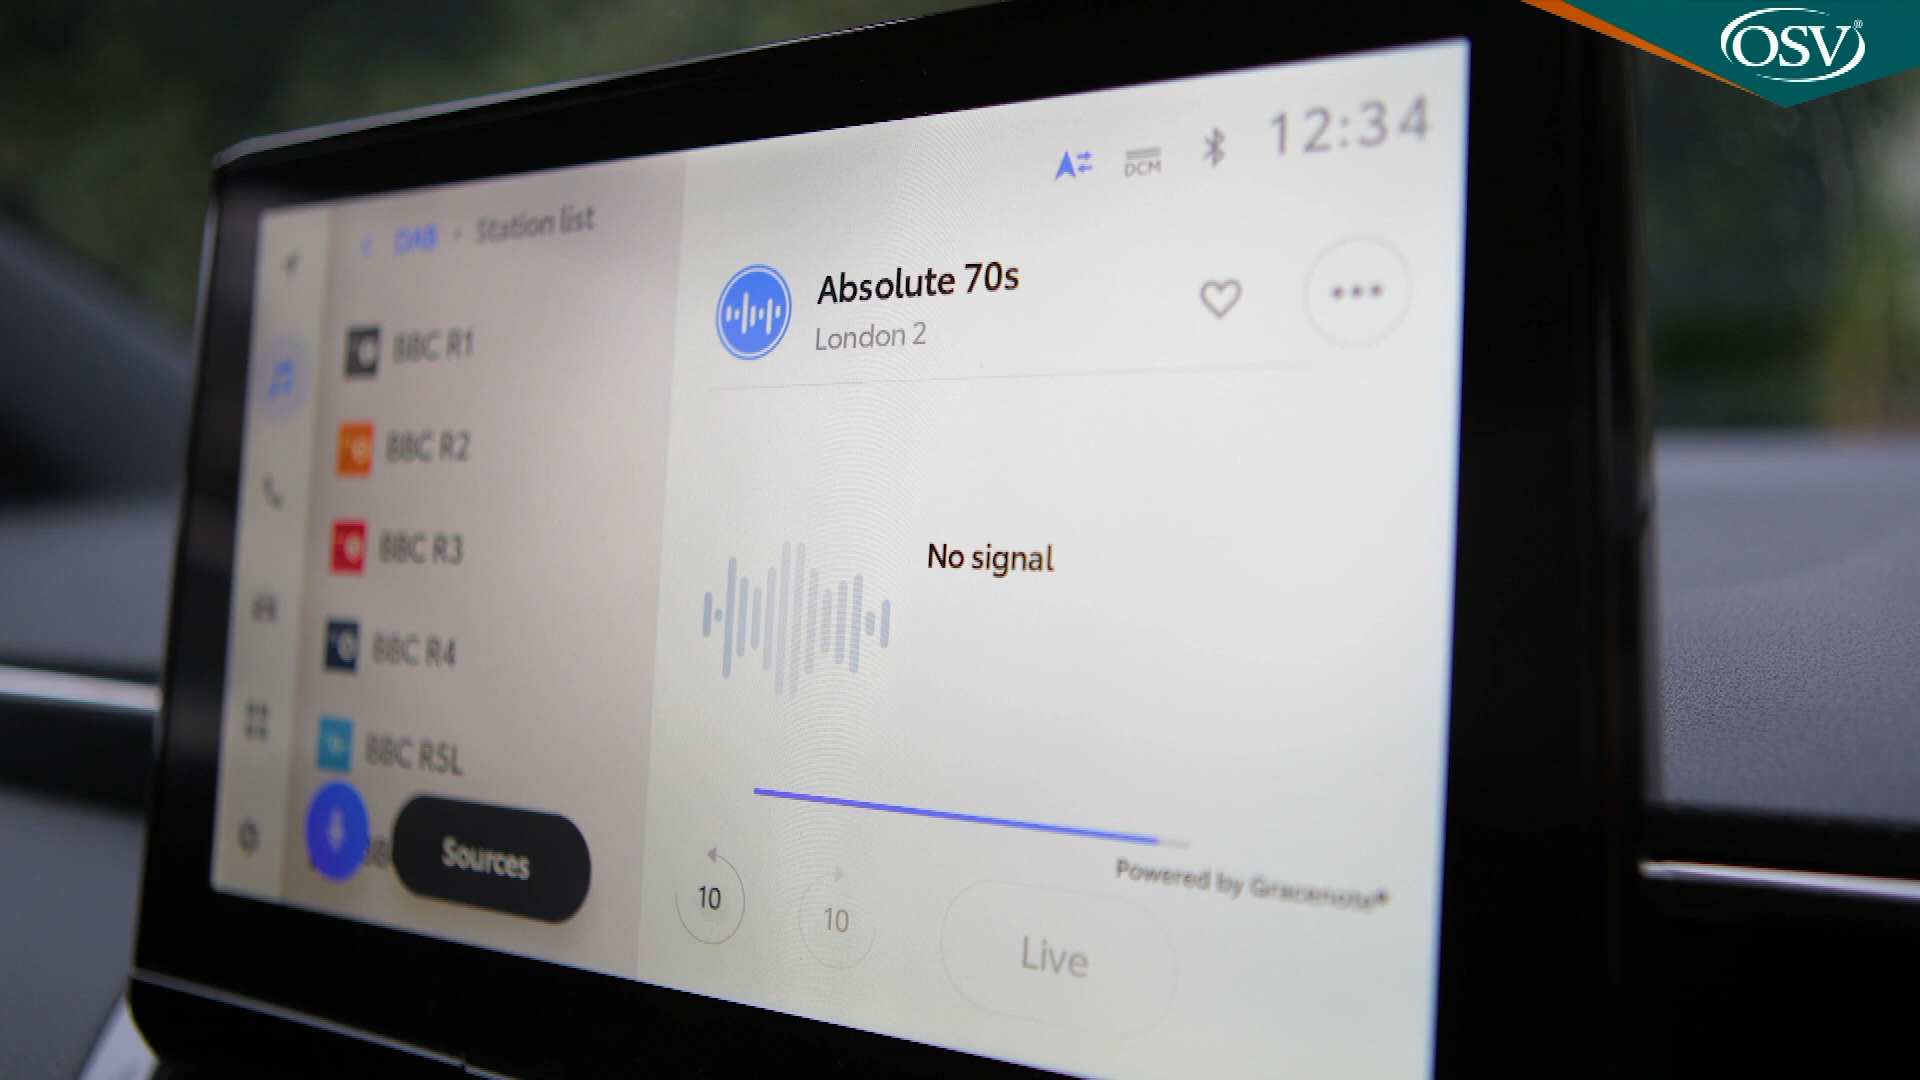 OSV®
12:34
DCM
DAB • Station list
BBC R1
BBC R2
BBC R3
BBC R4
BBC R5L
Sources
Absolute 70s
London 2
No signal
Powered by Gracenote®
10
10
Live